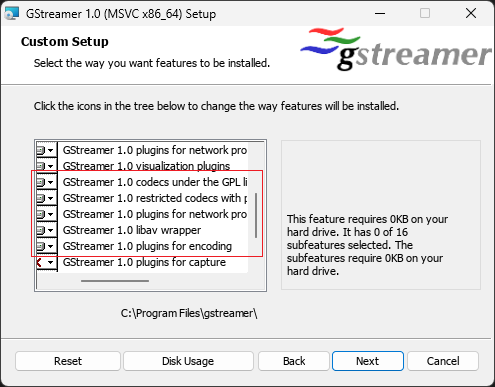 GStreamer 1.0 (MSVC x86_64) Setup
Custom Setup
Select the way you want features to be installed.
gstreamer
Click the icons in the tree below to change the way features will be installed.
GStreamer 1.0 plugins for network pro
GStreamer 1.0 visualization plugins
GStreamer 1.0 codecs under the GPL li
GStreamer 1.0 restricted codecs with p
GStreamer 1.0 plugins for network pro
GStreamer 1.0 libav wrapper
GStreamer 1.0 plugins for encoding
GStreamer 1.0 plugins for capture
This feature requires 0KB on your
hard drive. It has 0 of 16
subfeatures selected. The
subfeatures require 0KB on your
hard drive.
C:\Program Files\gstreamer\
Reset
Disk Usage
Back
Next
Cancel